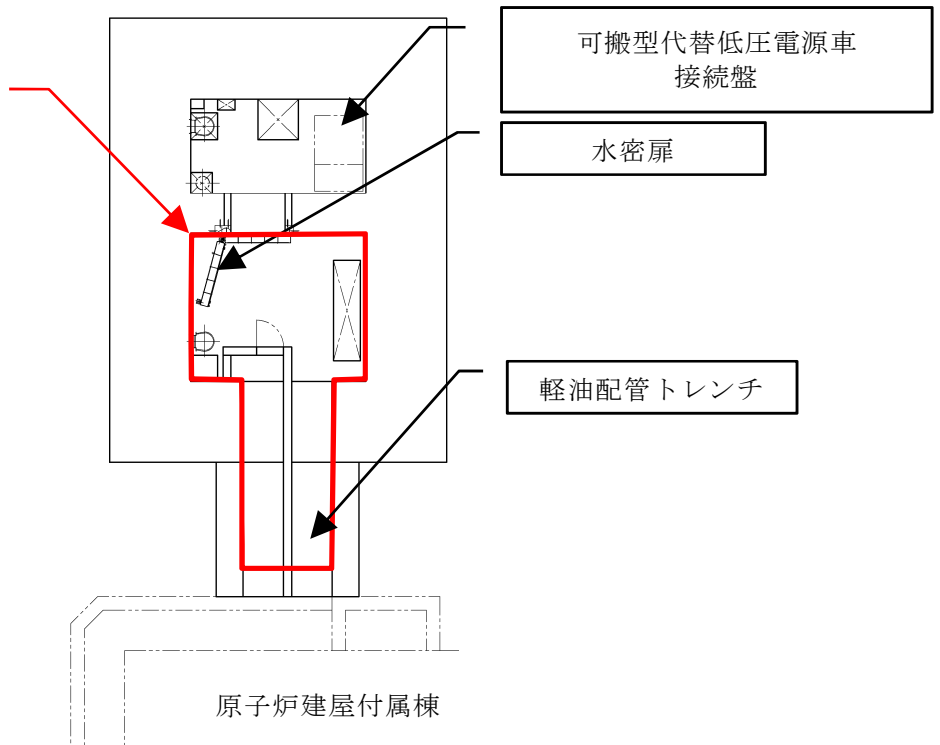 可搬型代替低圧電源車
接続盤
水密扉
軽油配管トレンチ
原子炉建屋付属棟